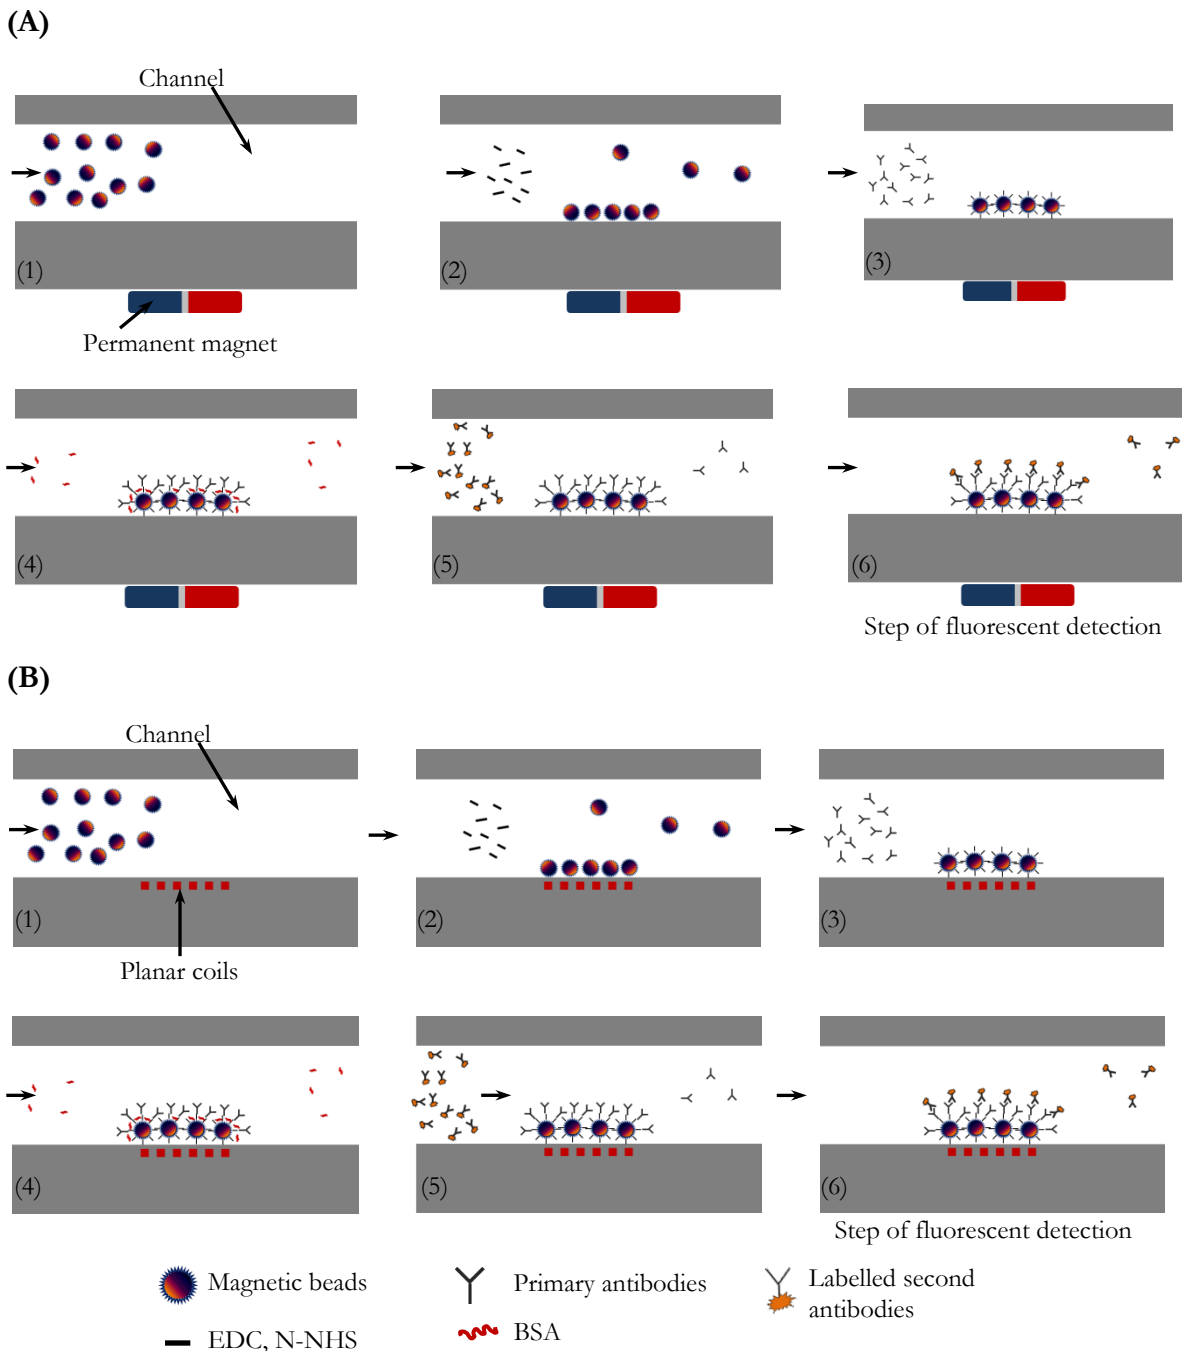 (A)
Channel
(1)
(2)
(3)
Permanent magnet
(4)
(5)
(6)
Step of fluorescent detection
(B)
Channel
(1)
(2)
(3)
Planar coils
(4)
(5)
(6)
Step of fluorescent detection
Magnetic beads
Primary antibodies
Labelled second
antibodies
EDC, N-NHS
BSA